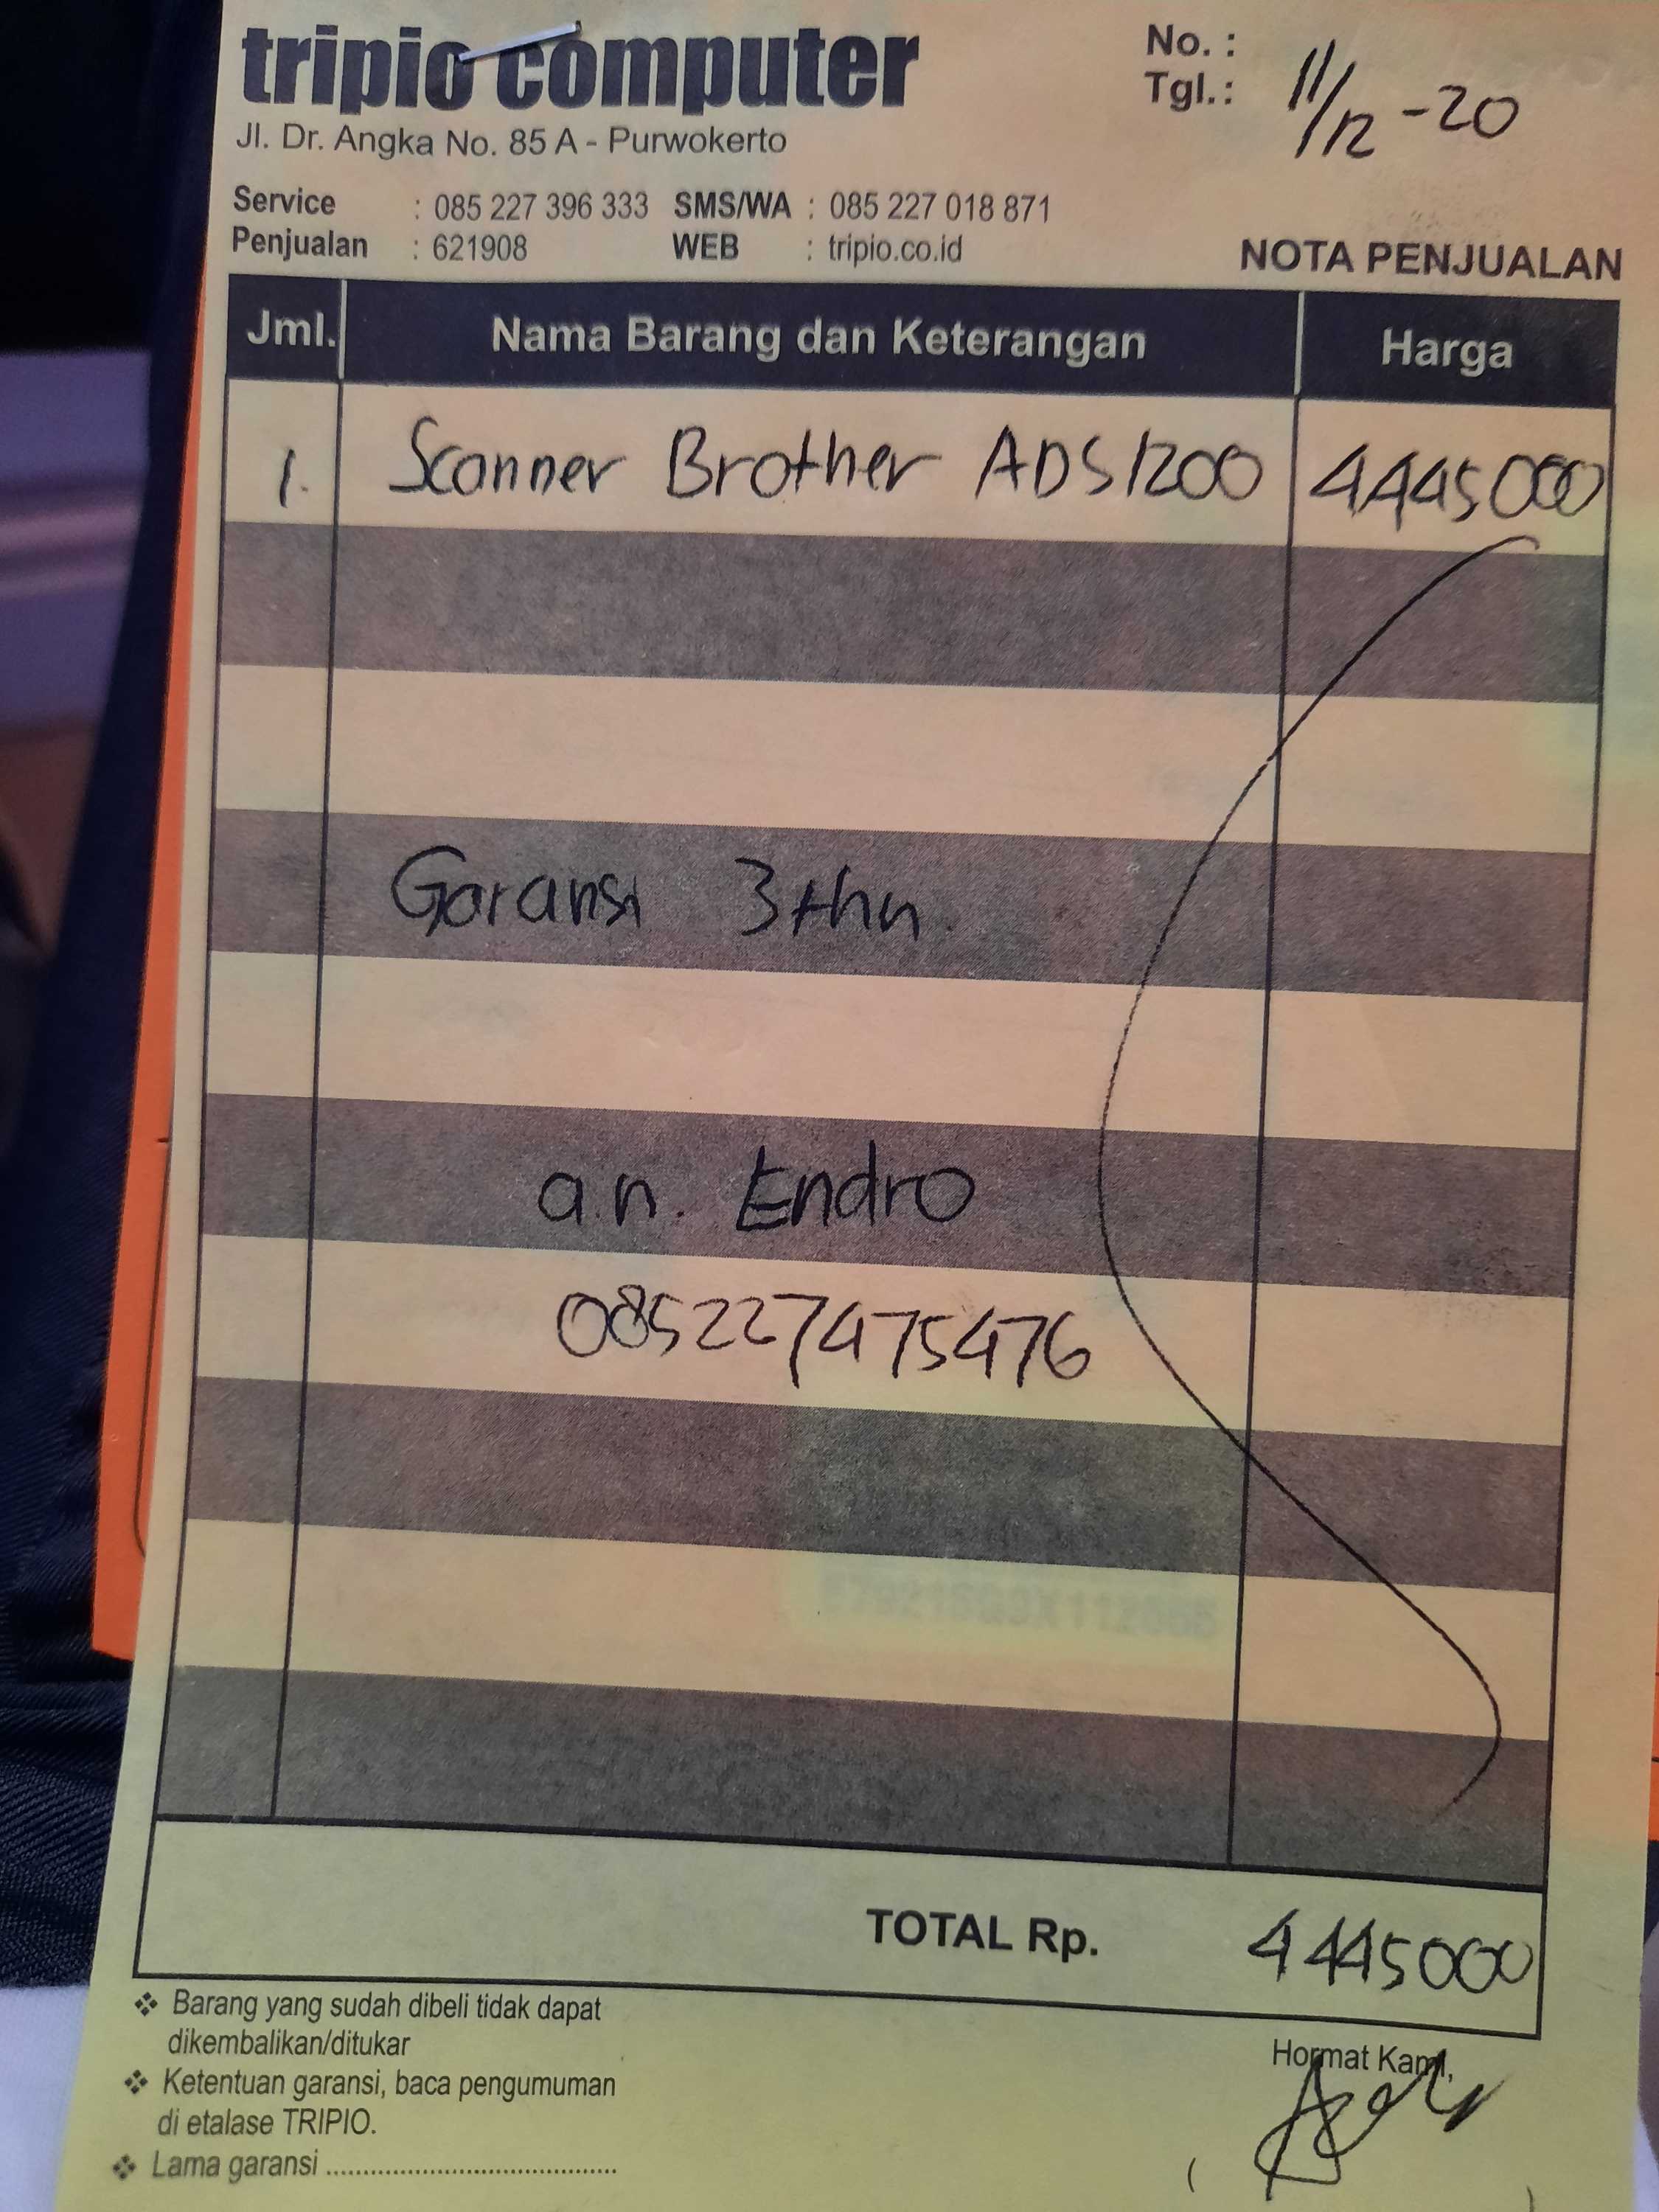 tripio computer
No. :
Tgl.: 11/12 -20
Jl. Dr. Angka No. 85 A - Purwokerto
Service : 085 227 396 333 SMS/WA : 085 227 018 871
Penjualan : 621908 WEB : tripio.co.id
NOTA PENJUALAN
Jml. Nama Barang dan Keterangan Harga
1. Scanner Brother ADS1200 4445000
Garansi 3 thn.
a.n. Endro
085227475476
TOTAL Rp. 4445000
❖ Barang yang sudah dibeli tidak dapat
dikembalikan/ditukar
❖ Ketentuan garansi, baca pengumuman
di etalase TRIPIO.
❖ Lama garansi ........................................
Hormat Kami,
( )